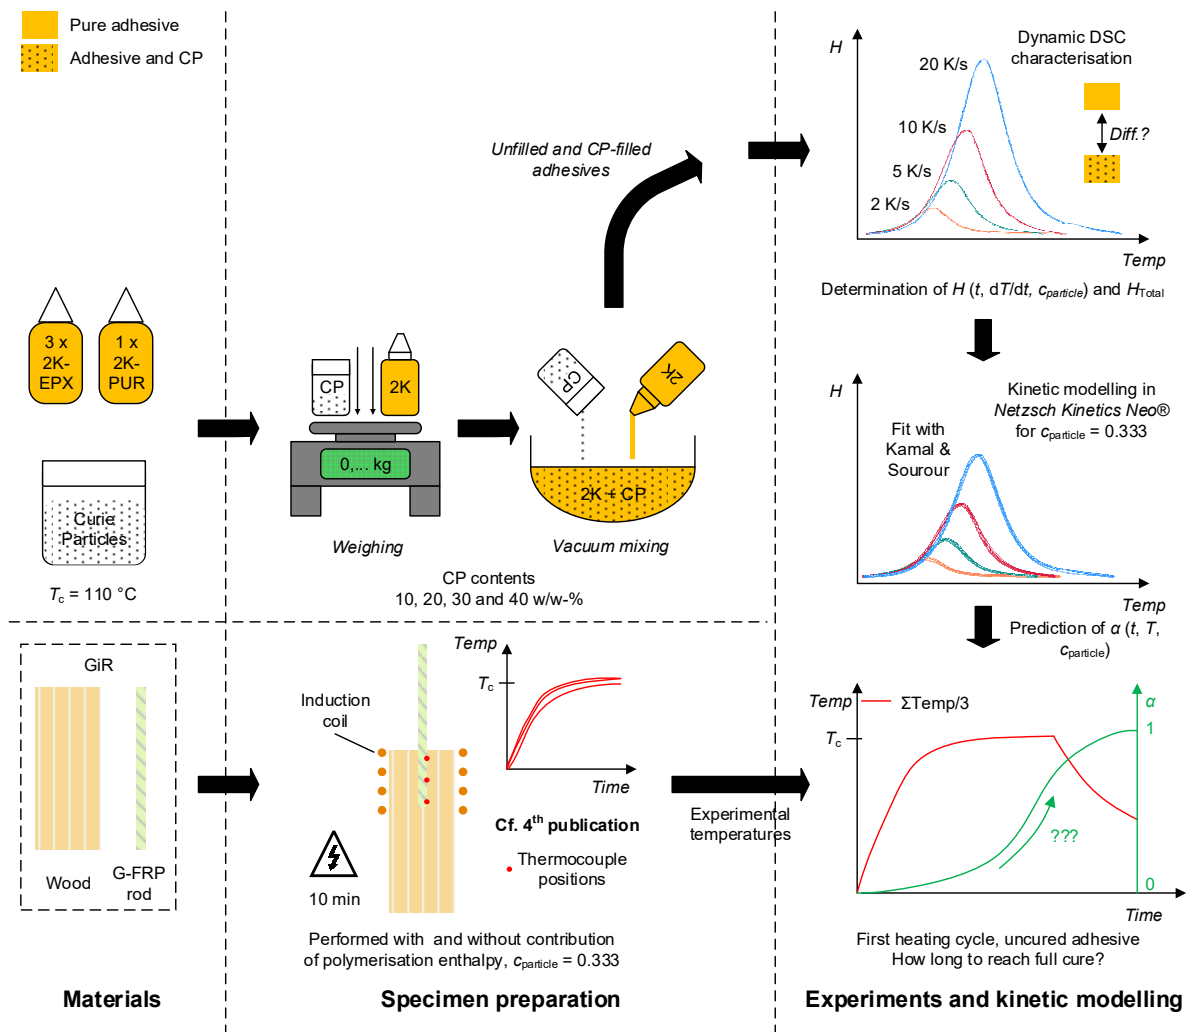 Pure adhesive
Adhesive and CP
3 x
2K-
EPX
1 x
2K-
PUR
Curie
Particles
Tc = 110 °C
CP
2K
0,... kg
Weighing
CP
2K
2K + CP
Vacuum mixing
CP contents
10, 20, 30 and 40 w/w-%
Unfilled and CP-filled
adhesives
H
20 K/s
10 K/s
5 K/s
2 K/s
Temp
Dynamic DSC
characterisation
Diff.?
Determination of H (t, dT/dt, cparticle) and HTotal
H
Kinetic modelling in
Netzsch Kinetics Neo®
for cparticle = 0.333
Fit with
Kamal &
Sourour
Temp
Prediction of α (t, T,
cparticle)
GiR
Wood
G-FRP
rod
Induction
coil
10 min
Temp
Tc
Time
Cf. 4th publication
Thermocouple
positions
Performed with and without contribution
of polymerisation enthalpy, cparticle = 0.333
Experimental
temperatures
Temp
ΣTemp/3
Tc
α
1
???
0
Time
First heating cycle, uncured adhesive
How long to reach full cure?
Materials
Specimen preparation
Experiments and kinetic modelling